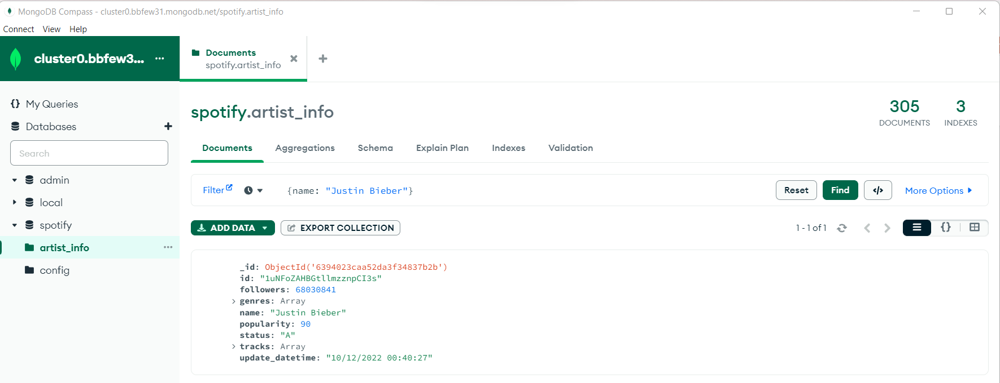 MongoDB Compass - cluster0.bbfew31.mongodb.net/spotify.artist_info
Connect View Help
cluster0.bbfew3... ...
Documents
spotify.artist_info
My Queries
Databases
Search
admin
local
spotify
artist_info ...
config
spotify.artist_info
305
DOCUMENTS
3
INDEXES
Documents Aggregations Schema Explain Plan Indexes Validation
Filter {name: "Justin Bieber"} Reset Find </> More Options
ADD DATA EXPORT COLLECTION 1 - 1 of 1 {}
_id: ObjectId('6394023caa52da3f34837b2b')
id: "1uNFoZAHBGtllmzznpCI3s"
followers: 68030841
genres: Array
name: "Justin Bieber"
popularity: 90
status: "A"
tracks: Array
update_datetime: "10/12/2022 00:40:27"